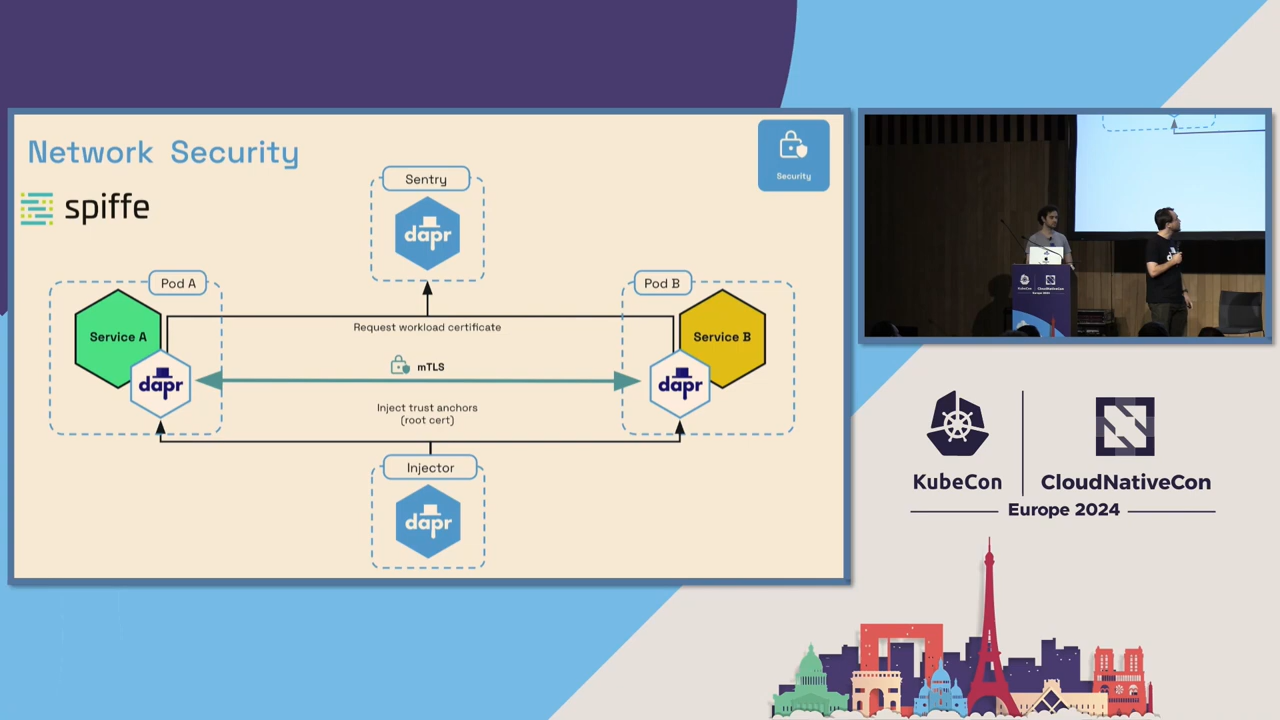 Network Security
Security
spiffe
Sentry
dapr
Pod A
Pod B
Service A
Service B
Request workload certificate
dapr
dapr
mTLS
Inject trust anchors
(root cert)
Injector
dapr
KubeCon
CloudNativeCon
Europe 2024